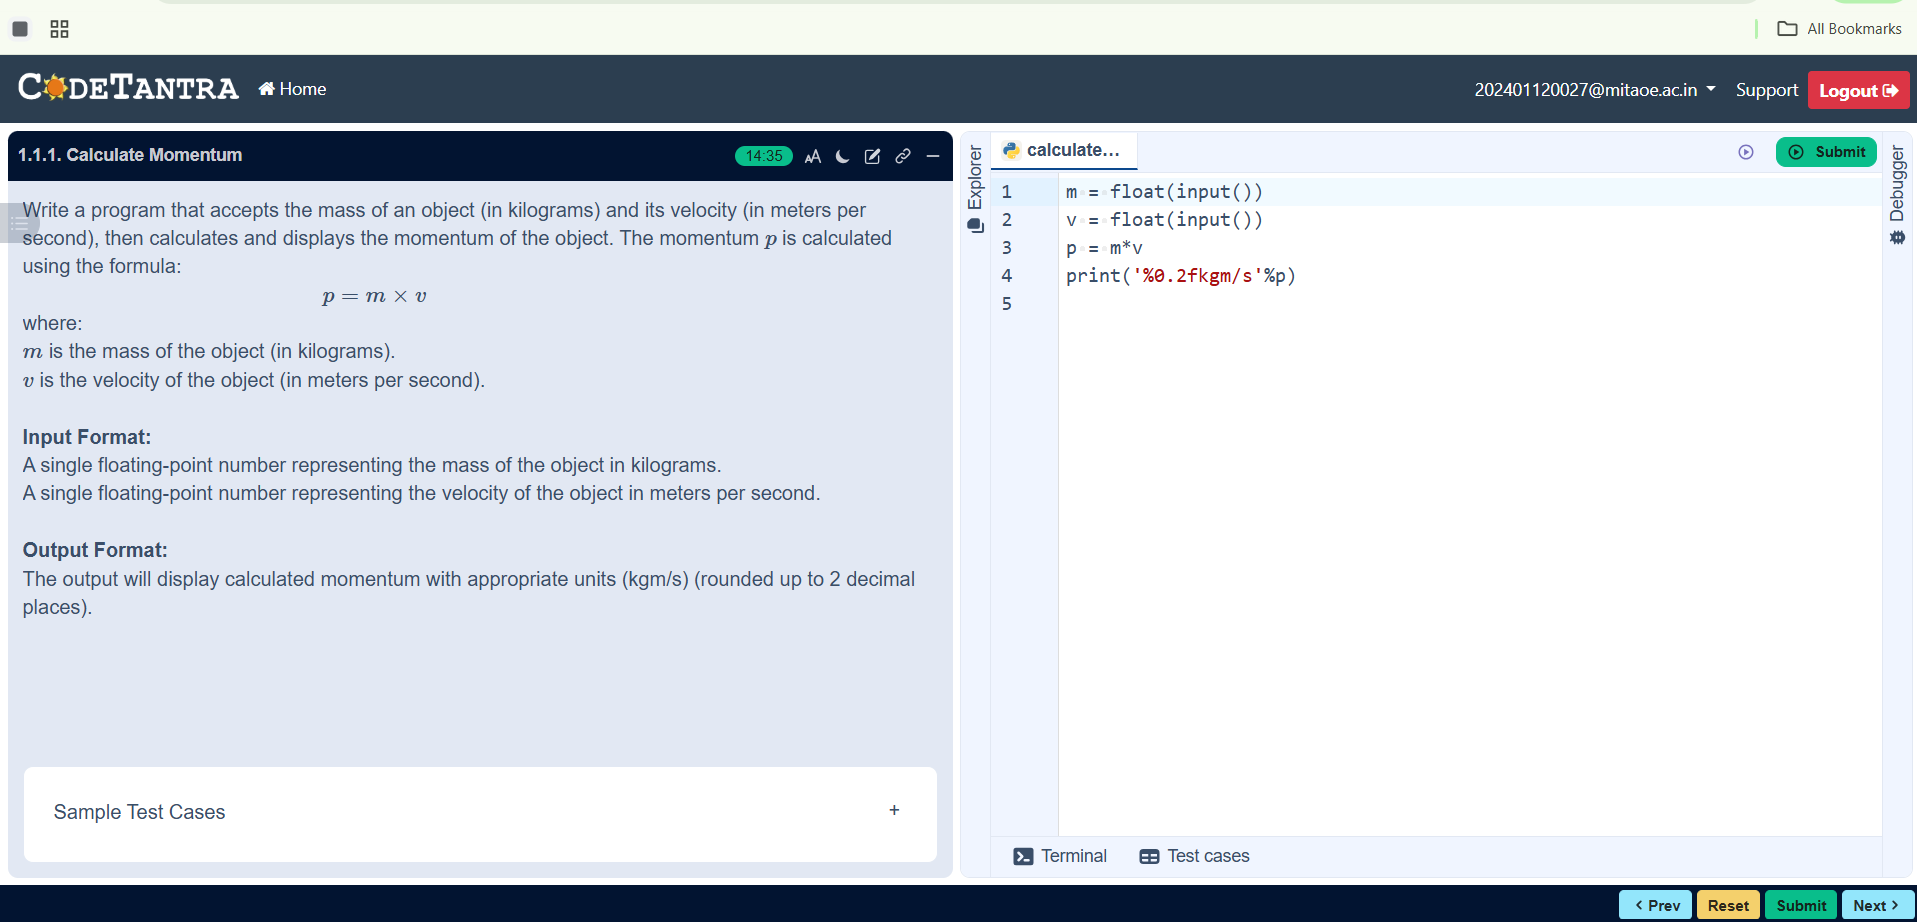 All Bookmarks
CODETANTRA
Home
202401120027@mitaoe.ac.in
Support
Logout
1.1.1. Calculate Momentum
14:35
AA
Write a program that accepts the mass of an object (in kilograms) and its velocity (in meters per
second), then calculates and displays the momentum of the object. The momentum p is calculated
using the formula:
p = m × v
where:
m is the mass of the object (in kilograms).
v is the velocity of the object (in meters per second).
Input Format:
A single floating-point number representing the mass of the object in kilograms.
A single floating-point number representing the velocity of the object in meters per second.
Output Format:
The output will display calculated momentum with appropriate units (kgm/s) (rounded up to 2 decimal
places).
Sample Test Cases
+
Explorer
calculate...
Submit
Debugger
1 m = float(input())
2 v = float(input())
3 p = m*v
4 print('%0.2fkgm/s'%p)
5
Terminal
Test cases
< Prev
Reset
Submit
Next >